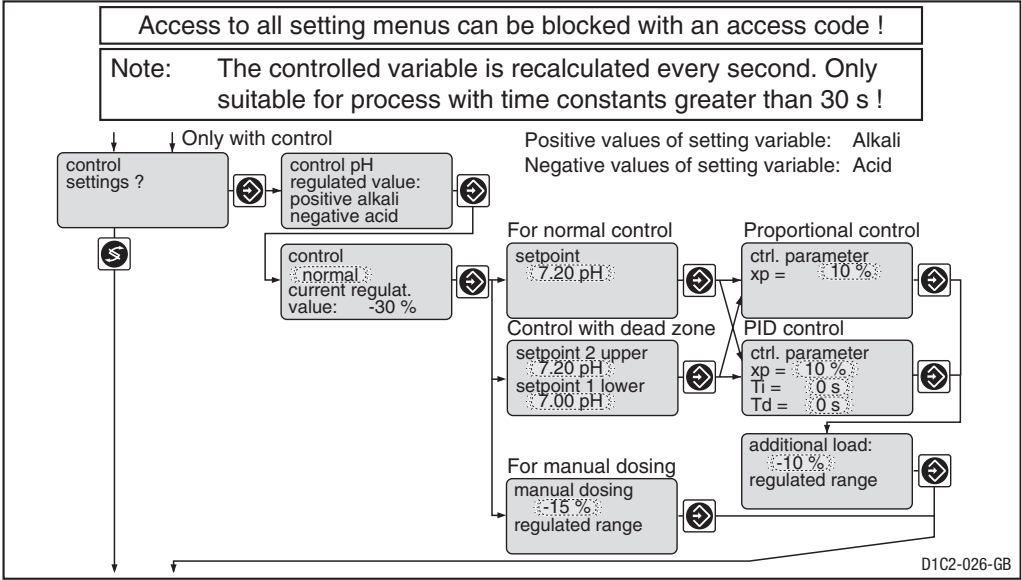 Access to all setting menus can be blocked with an access code !
Note: The controlled variable is recalculated every second. Only
suitable for process with time constants greater than 30 s !
Only with control
Positive values of setting variable: Alkali
Negative values of setting variable: Acid
control
settings ?
control pH
regulated value:
positive alkali
negative acid
control
normal
current regulat.
value: -30 %
For normal control
setpoint
7.20 pH
Proportional control
ctrl. parameter
xp = 10 %
Control with dead zone
setpoint 2 upper
7.20 pH
setpoint 1 lower
7.00 pH
PID control
ctrl. parameter
xp = 10 %
Ti = 0 s
Td = 0 s
additional load:
-10 %
regulated range
For manual dosing
manual dosing
-15 %
regulated range
D1C2-026-GB